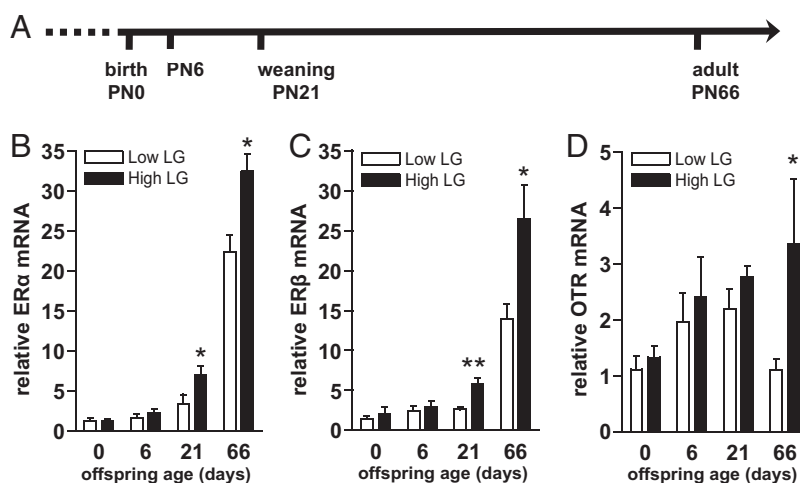 A
birth
PN0
PN6
weaning
PN21
adult
PN66
B
relative ERα mRNA
35
30
25
20
15
10
5
0
Low LG
High LG
*
*
0 6 21 66
offspring age (days)
C
relative ERβ mRNA
35
30
25
20
15
10
5
0
Low LG
High LG
**
*
0 6 21 66
offspring age (days)
D
relative OTR mRNA
5
4
3
2
1
0
Low LG
High LG
*
0 6 21 66
offspring age (days)